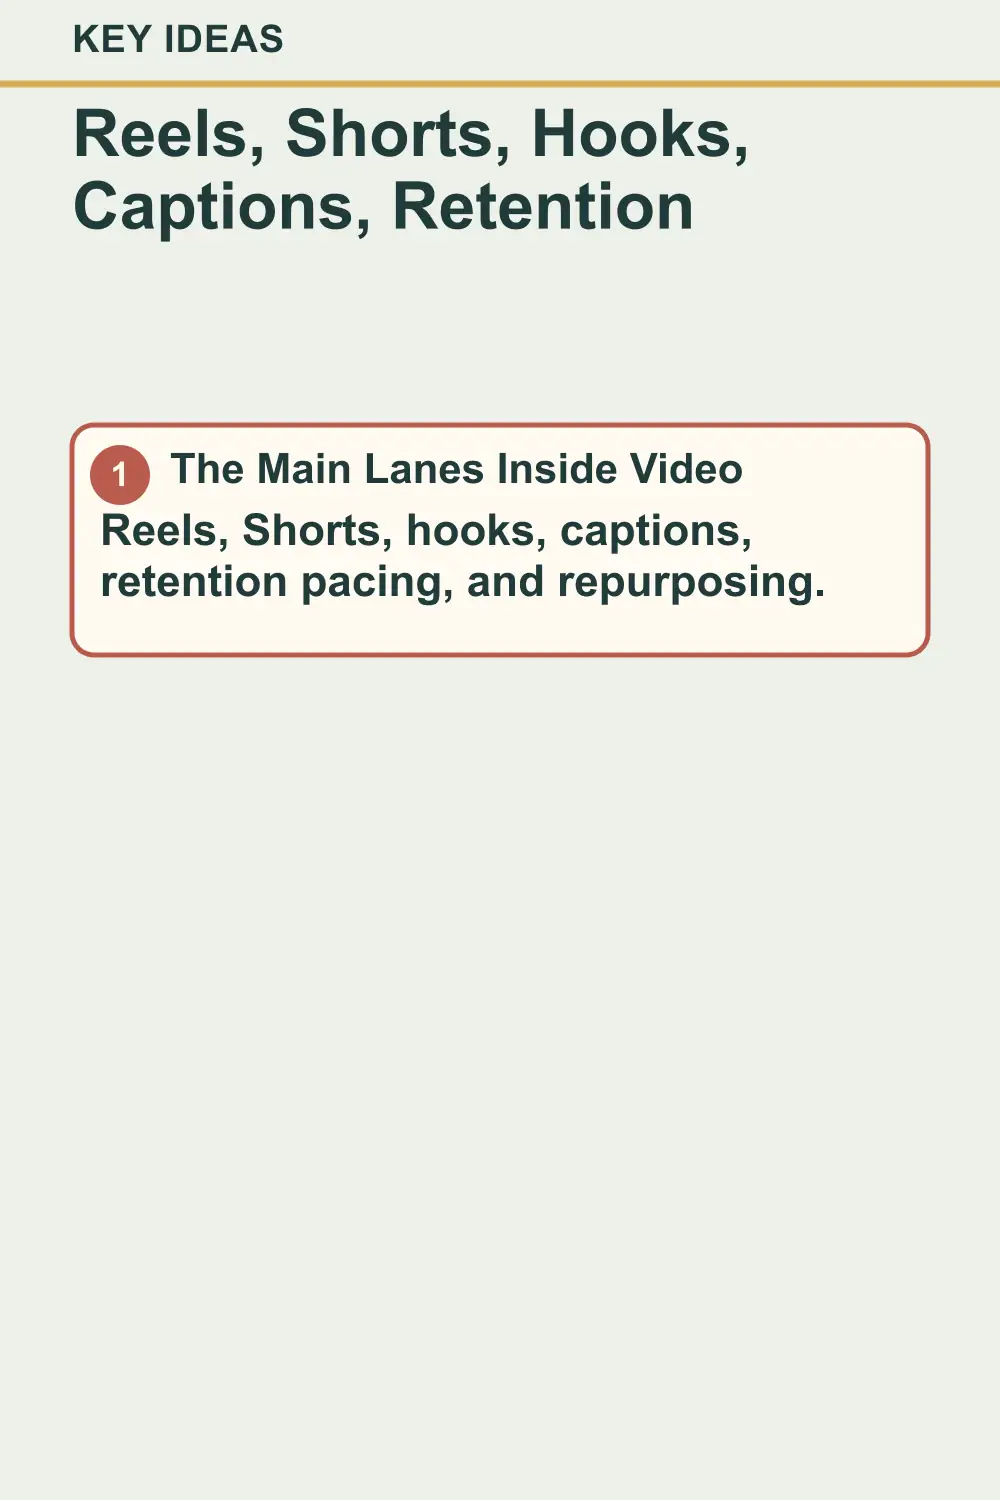 KEY IDEAS
Reels, Shorts, Hooks,
Captions, Retention
1 The Main Lanes Inside Video
Reels, Shorts, hooks, captions,
retention pacing, and repurposing.